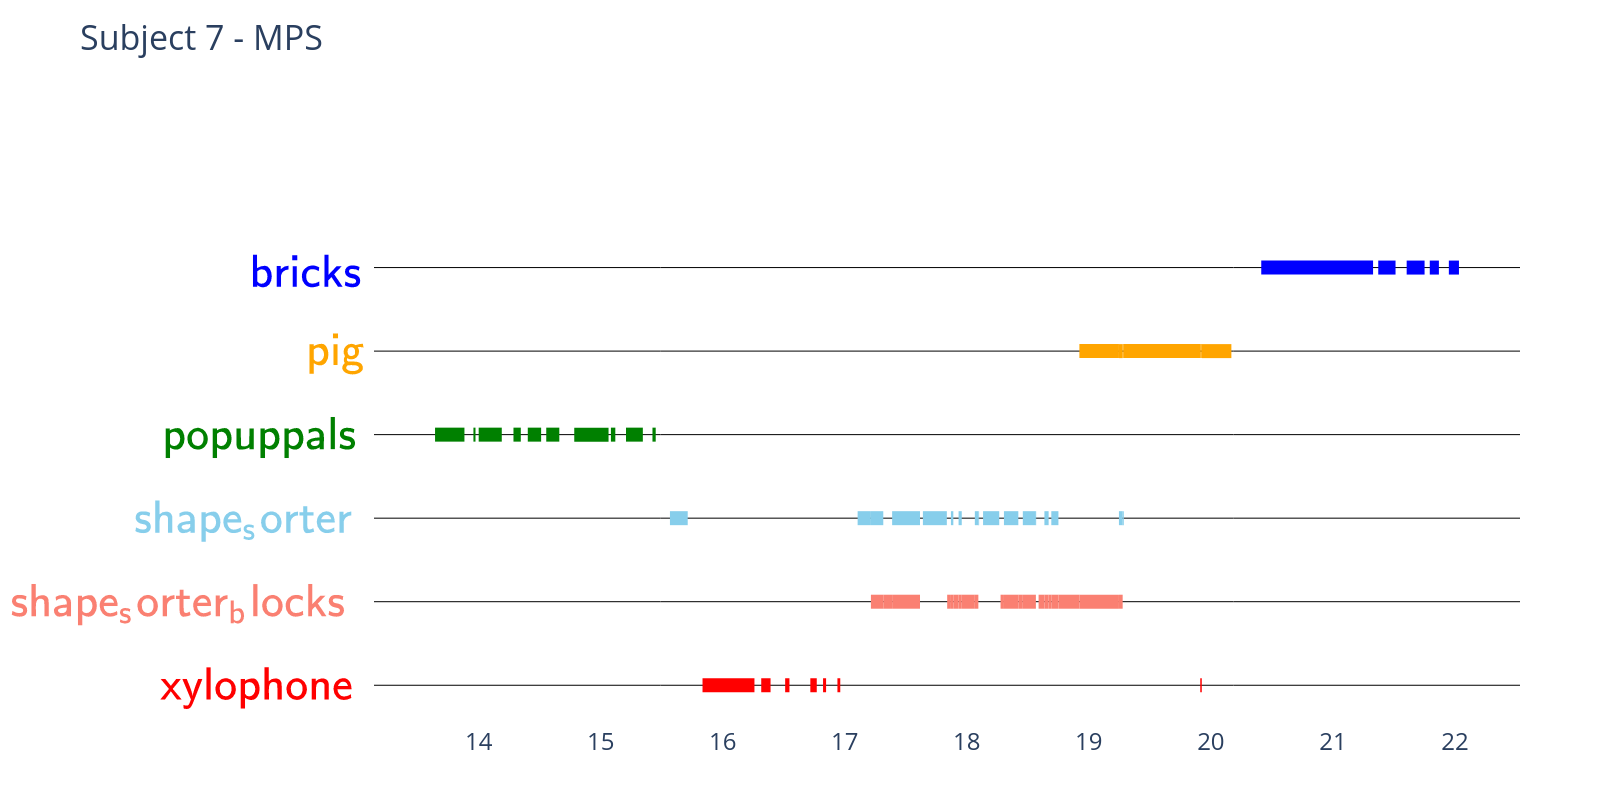 Subject 7 - MPS
bricks
pig
popuppals
shapesorter
shapesorterblocks
xylophone
14 15 16 17 18 19 20 21 22